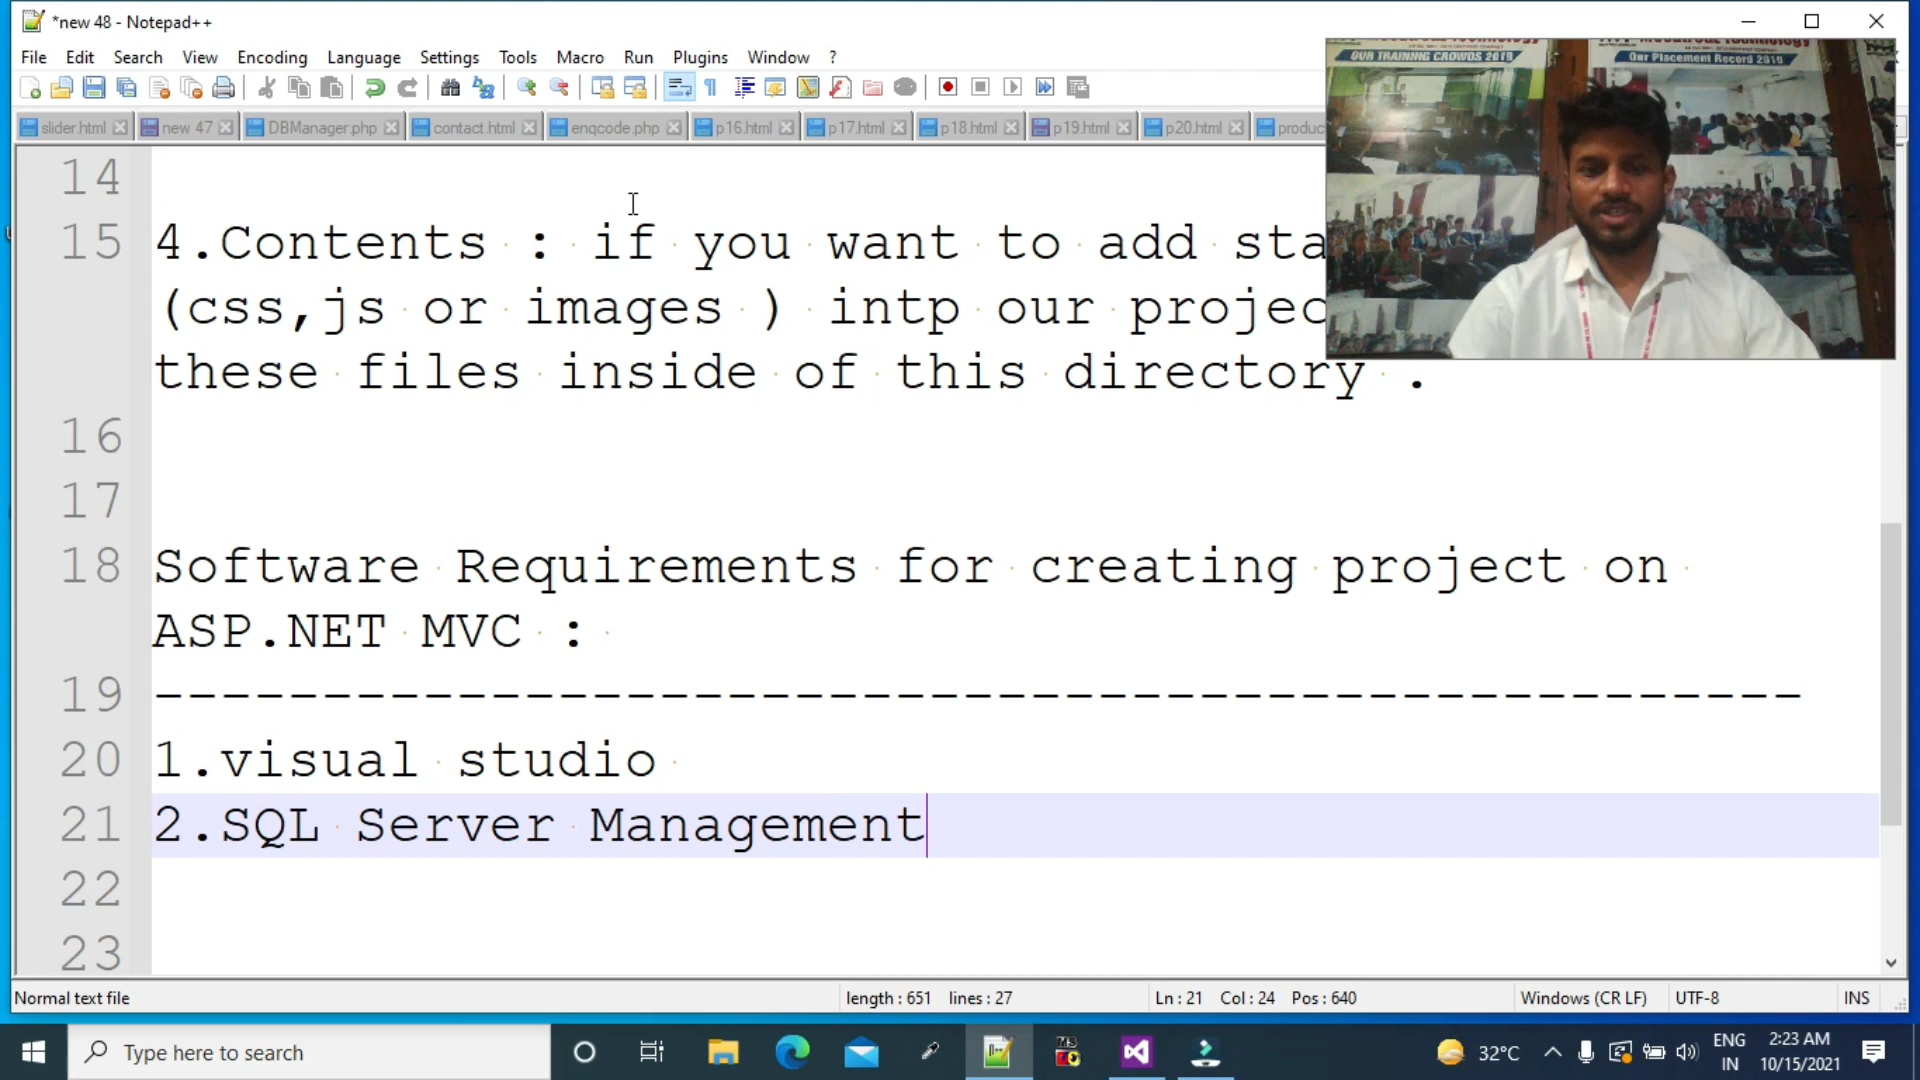 *new 48 - Notepad++
File Edit Search View Encoding Language Settings Tools Macro Run Plugins Window ?
OUR TRAINING CROWDS 2019 Our Placement Record 2019
slider.html new 47 DBManager.php contact.html enqcode.php p16.html p17.html p18.html p19.html p20.html produc
14
15 4.Contents : if you want to add sta
(css,js or images ) intp our projec
these files inside of this directory .
16
17
18 Software Requirements for creating project on
ASP.NET MVC :
19 -------------------------------------------------
20 1.visual studio
21 2.SQL Server Management
22
23
Normal text file length : 651 lines : 27 Ln : 21 Col : 24 Pos : 640 Windows (CR LF) UTF-8 INS
Type here to search 32°C ENG 2:23 AM
IN 10/15/2021